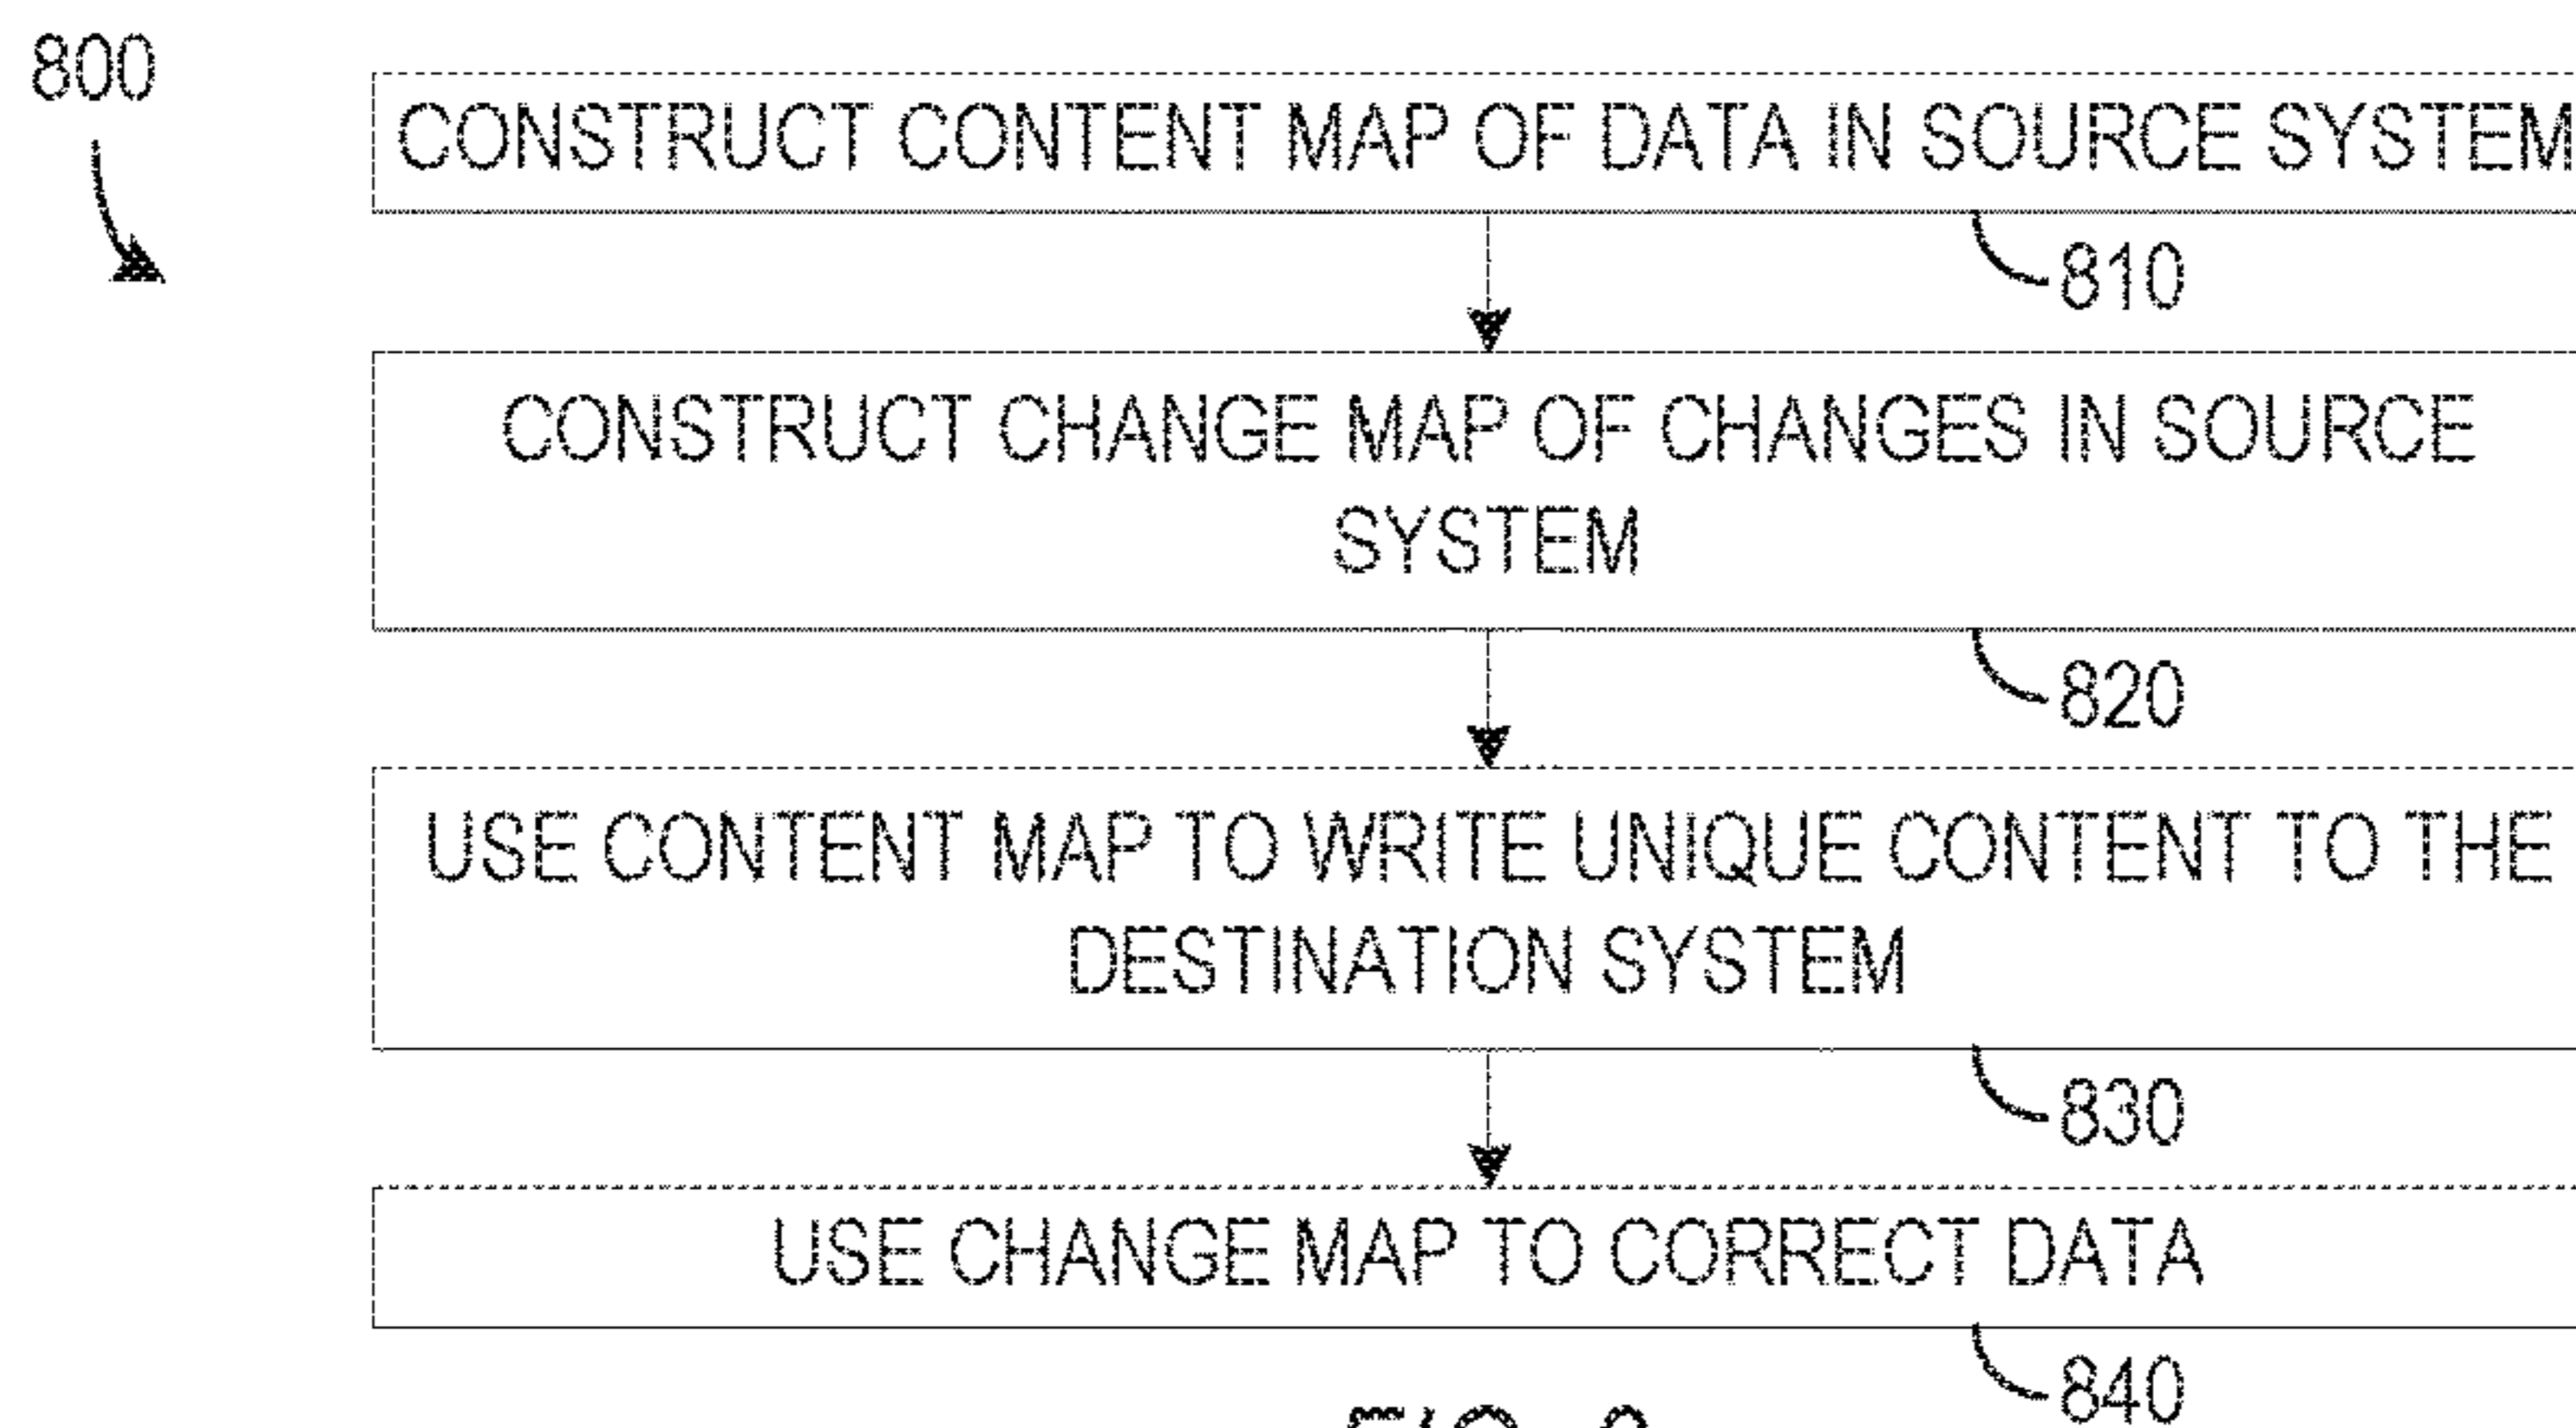 800
CONSTRUCT CONTENT MAP OF DATA IN SOURCE SYSTEM
810
CONSTRUCT CHANGE MAP OF CHANGES IN SOURCE
SYSTEM
820
USE CONTENT MAP TO WRITE UNIQUE CONTENT TO THE
DESTINATION SYSTEM
830
USE CHANGE MAP TO CORRECT DATA
840